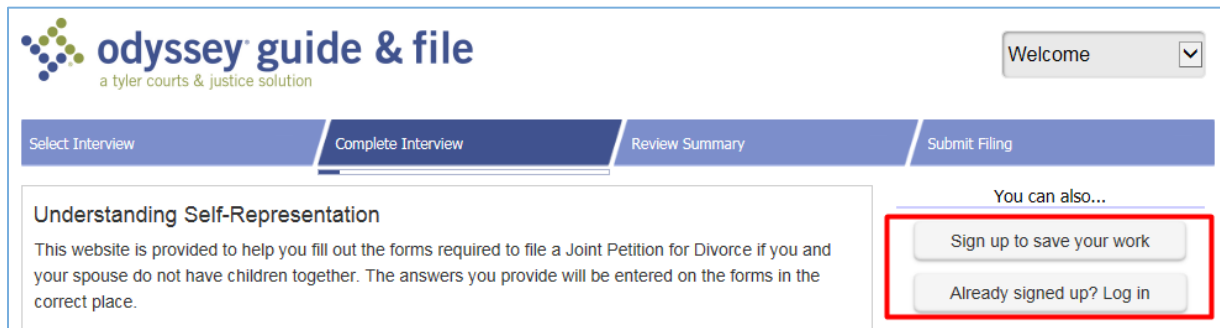 odyssey guide & file
a tyler courts & justice solution
Welcome
Select Interview
Complete Interview
Review Summary
Submit Filing
Understanding Self-Representation
This website is provided to help you fill out the forms required to file a Joint Petition for Divorce if you and
your spouse do not have children together. The answers you provide will be entered on the forms in the
correct place.
You can also...
Sign up to save your work
Already signed up? Log in